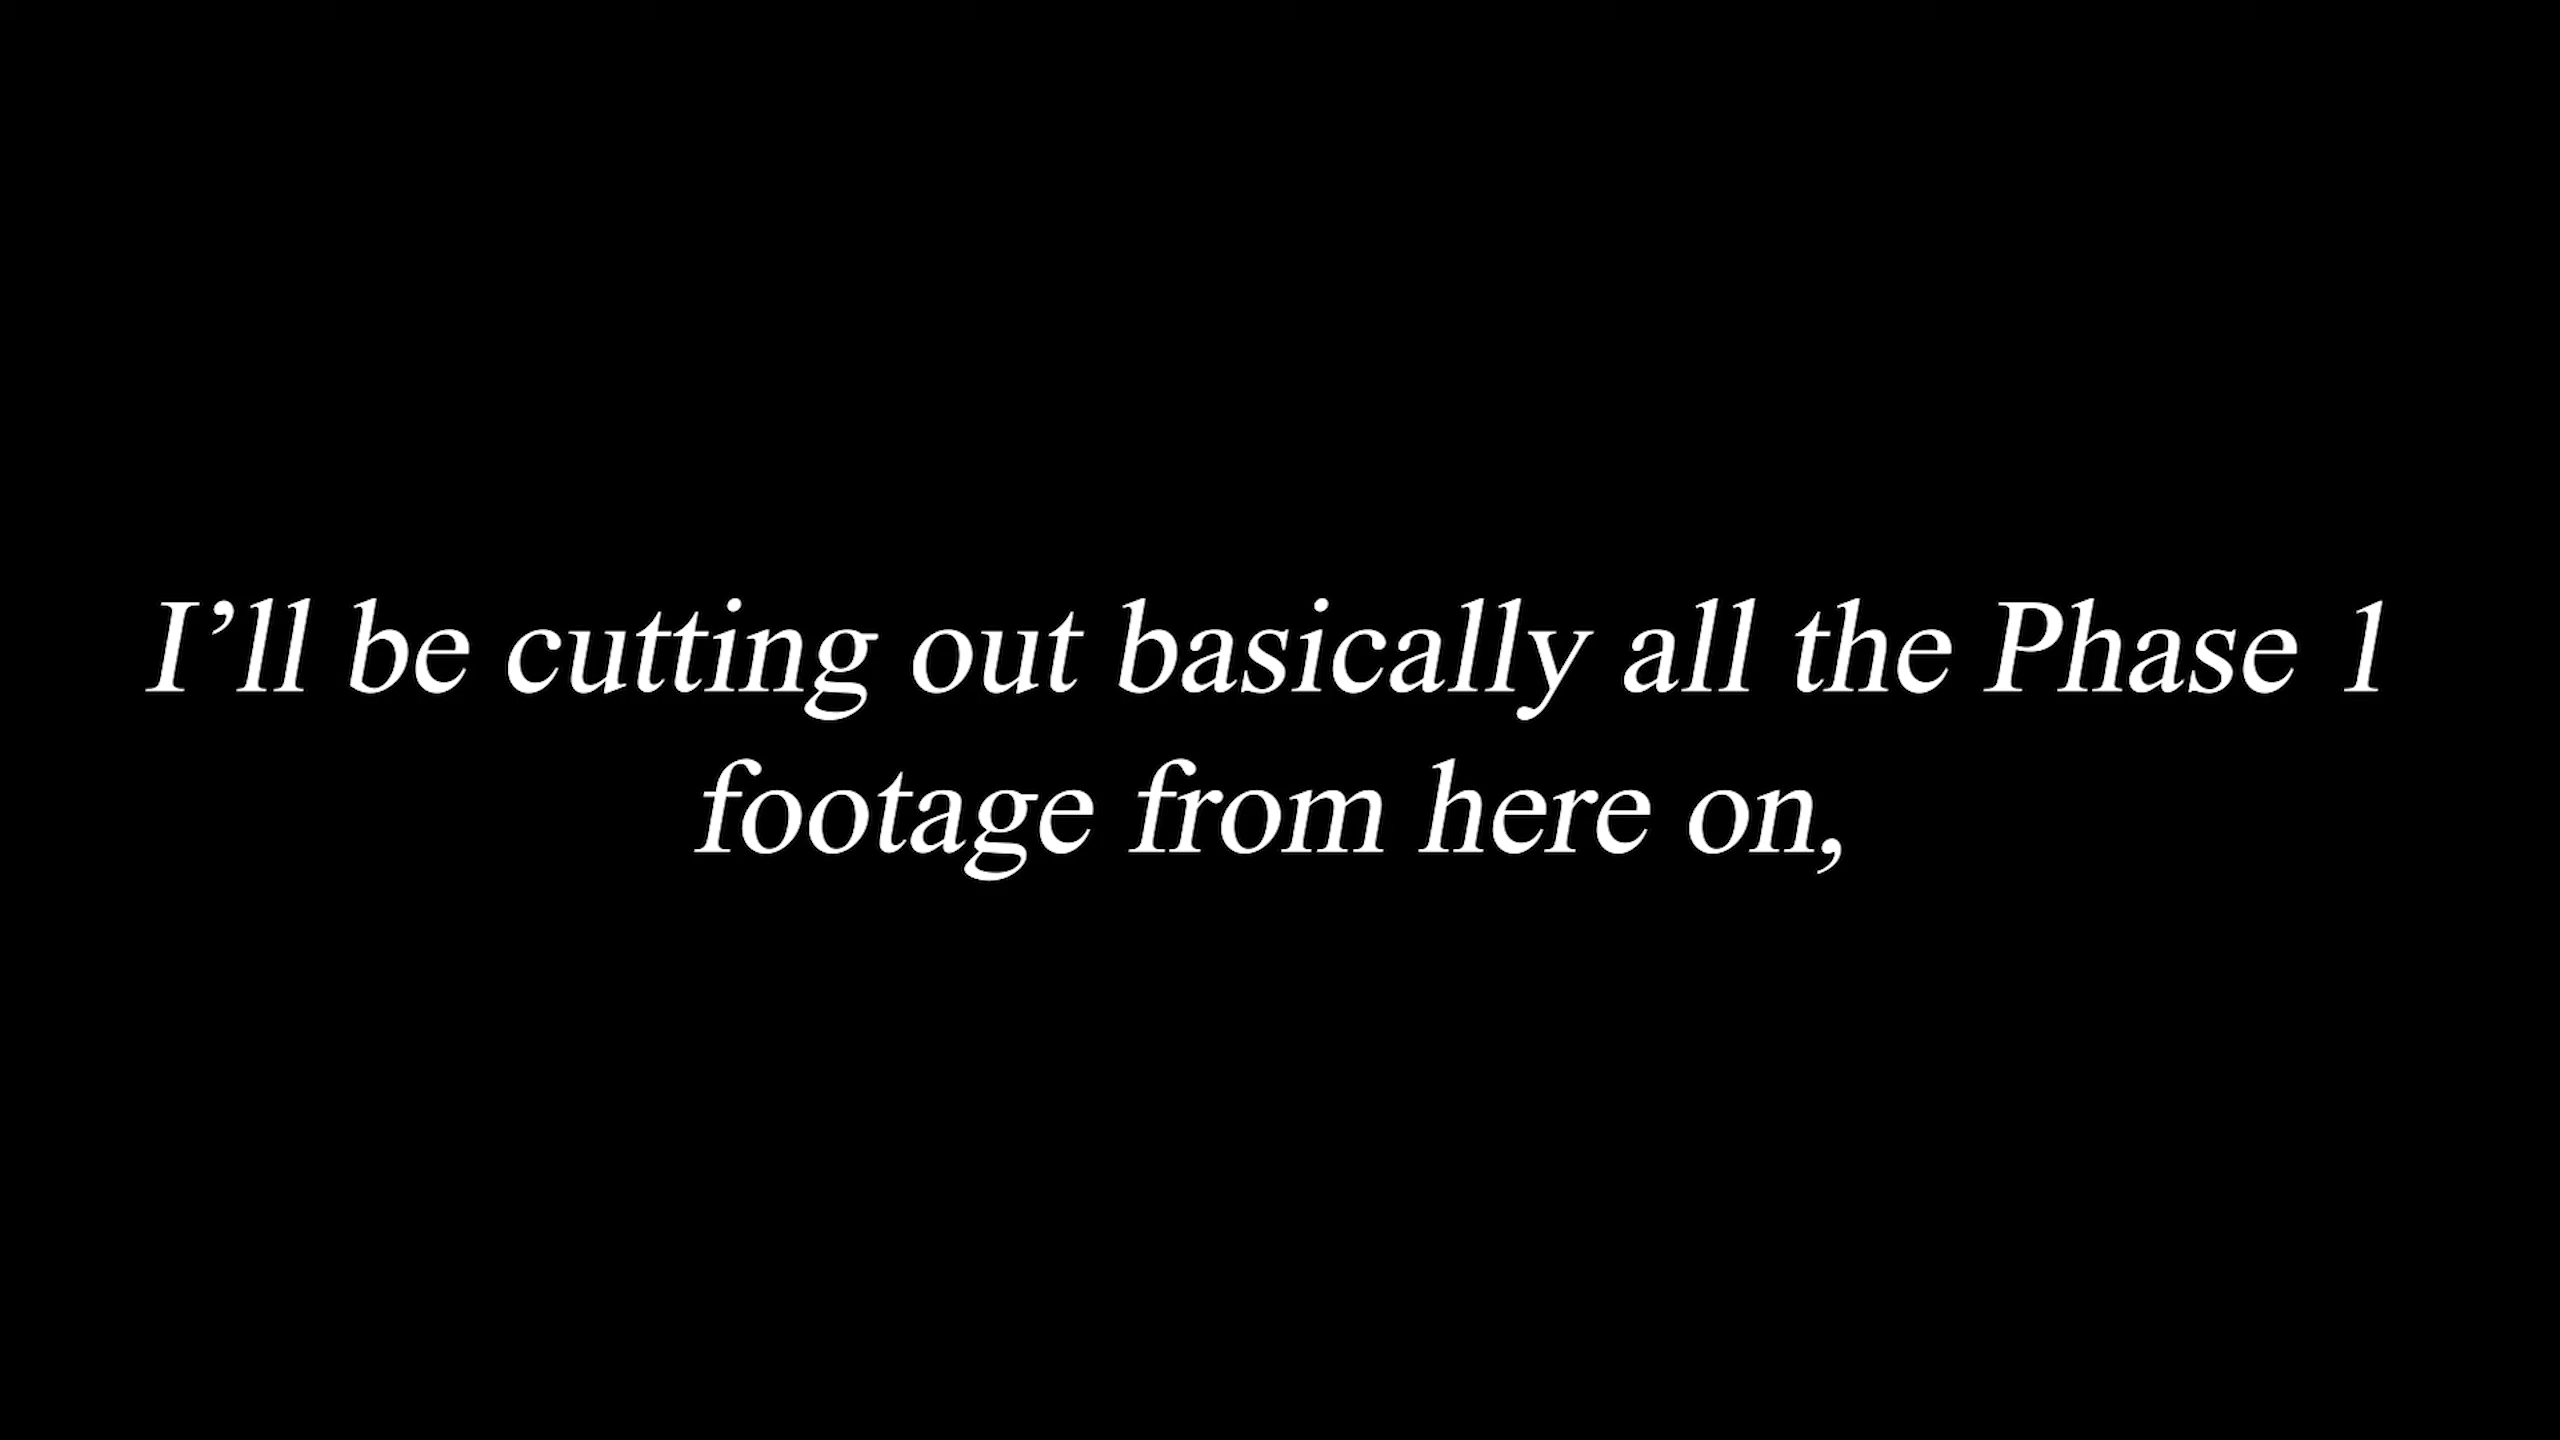 I’ll be cutting out basically all the Phase 1
footage from here on,